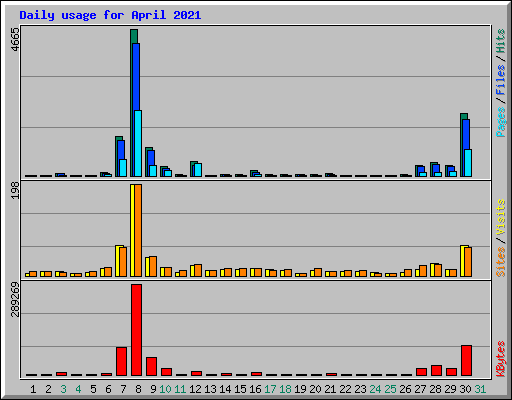 Daily usage for April 2021
4665
Pages/Files/Hits
198
Sites/Visits
289269
KBytes
1 2 3 4 5 6 7 8 9 10 11 12 13 14 15 16 17 18 19 20 21 22 23 24 25 26 27 28 29 30 31